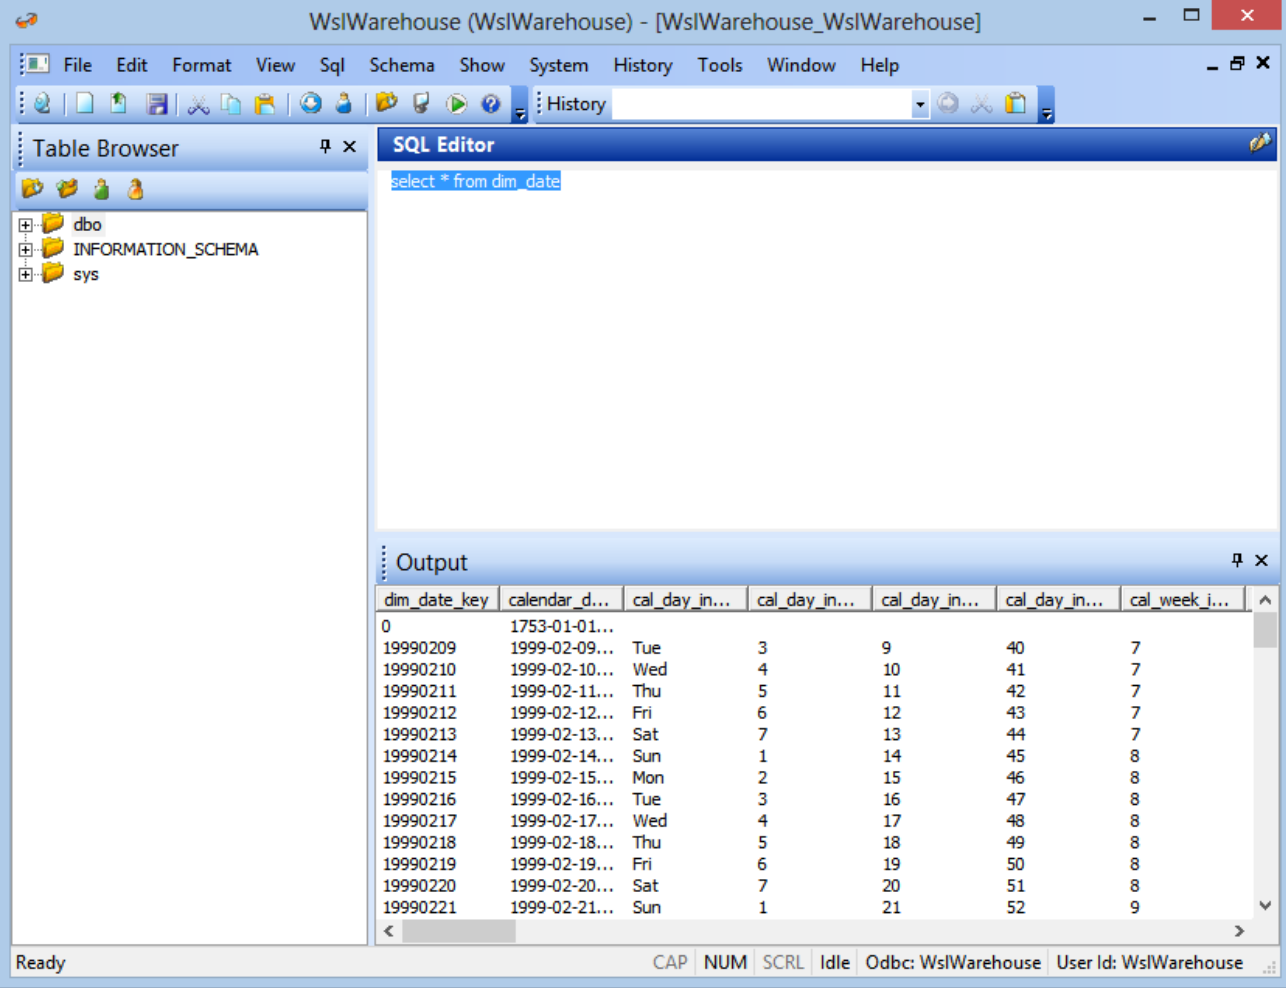 WslWarehouse (WslWarehouse) - [WslWarehouse_WslWarehouse]
File Edit Format View Sql Schema Show System History Tools Window Help
History
Table Browser
SQL Editor
select * from dim_date
dbo
INFORMATION_SCHEMA
sys
Output
dim_date_key calendar_d... cal_day_in... cal_day_in... cal_day_in... cal_day_in... cal_week_i...
0 1753-01-01...
19990209 1999-02-09... Tue 3 9 40 7
19990210 1999-02-10... Wed 4 10 41 7
19990211 1999-02-11... Thu 5 11 42 7
19990212 1999-02-12... Fri 6 12 43 7
19990213 1999-02-13... Sat 7 13 44 7
19990214 1999-02-14... Sun 1 14 45 8
19990215 1999-02-15... Mon 2 15 46 8
19990216 1999-02-16... Tue 3 16 47 8
19990217 1999-02-17... Wed 4 17 48 8
19990218 1999-02-18... Thu 5 18 49 8
19990219 1999-02-19... Fri 6 19 50 8
19990220 1999-02-20... Sat 7 20 51 8
19990221 1999-02-21... Sun 1 21 52 9
Ready CAP NUM SCRL Idle Odbc: WslWarehouse User Id: WslWarehouse